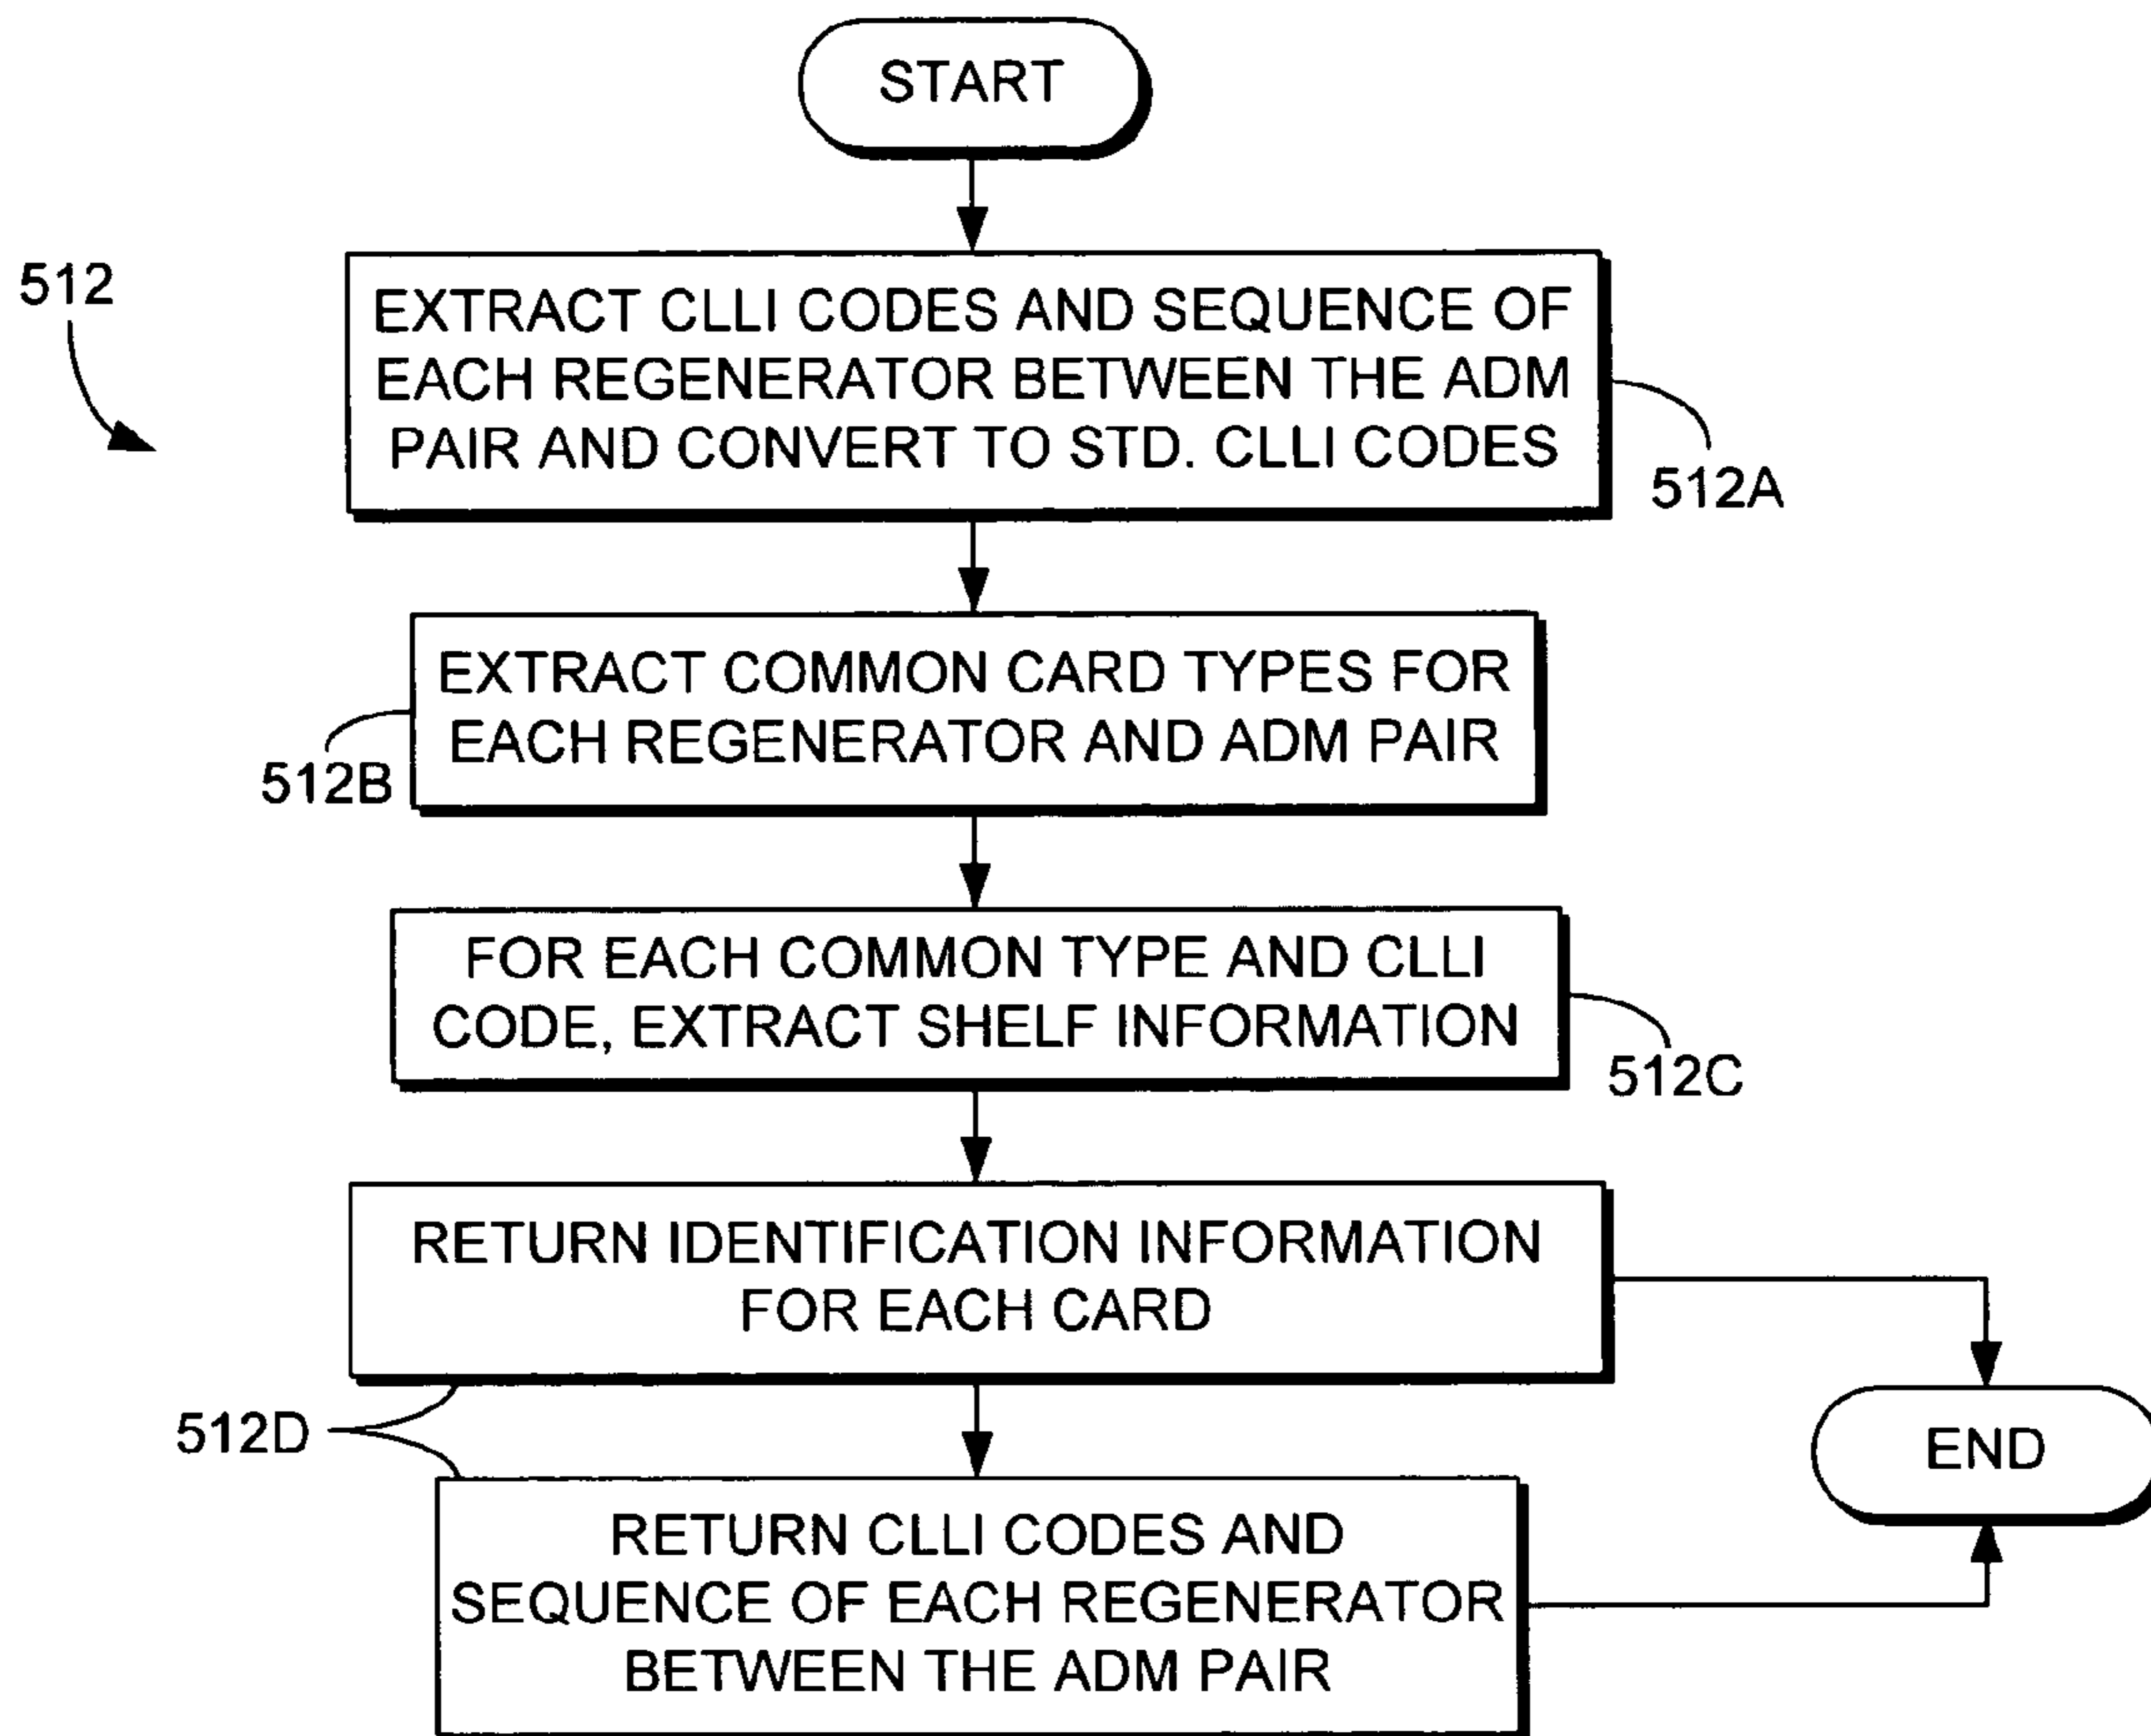 START
512
EXTRACT CLLI CODES AND SEQUENCE OF
EACH REGENERATOR BETWEEN THE ADM
PAIR AND CONVERT TO STD. CLLI CODES
512A
EXTRACT COMMON CARD TYPES FOR
EACH REGENERATOR AND ADM PAIR
512B
FOR EACH COMMON TYPE AND CLLI
CODE, EXTRACT SHELF INFORMATION
512C
RETURN IDENTIFICATION INFORMATION
FOR EACH CARD
512D
END
RETURN CLLI CODES AND
SEQUENCE OF EACH REGENERATOR
BETWEEN THE ADM PAIR